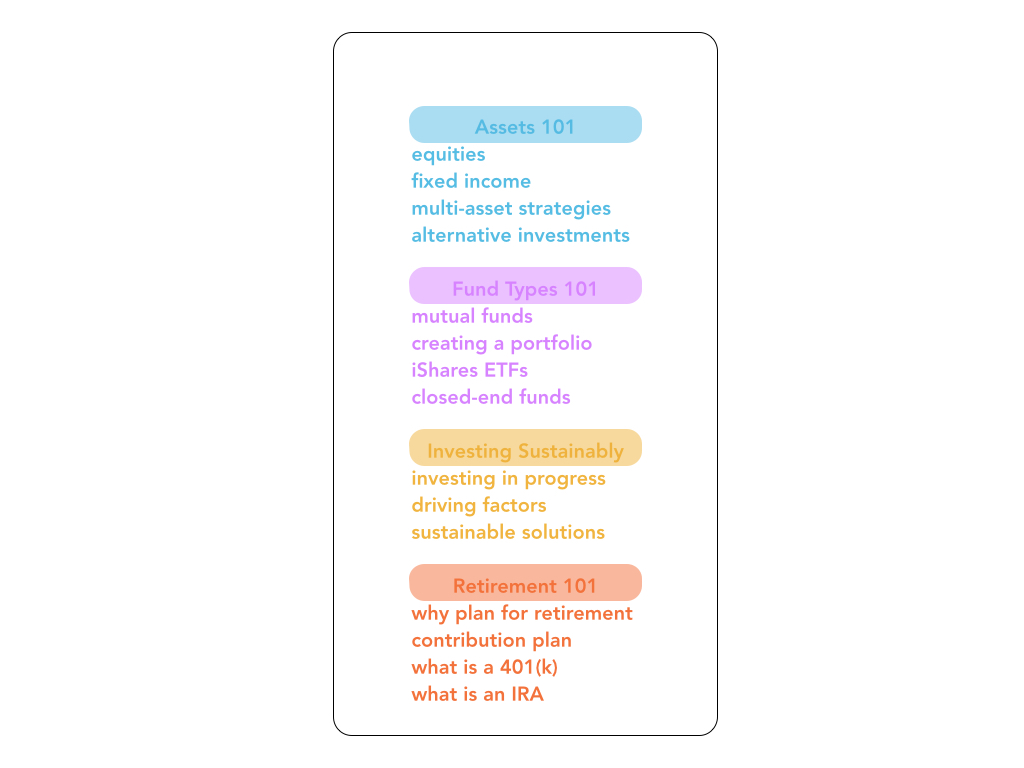 Assets 101
equities
fixed income
multi-asset strategies
alternative investments
Fund Types 101
mutual funds
creating a portfolio
iShares ETFs
closed-end funds
Investing Sustainably
investing in progress
driving factors
sustainable solutions
Retirement 101
why plan for retirement
contribution plan
what is a 401(k)
what is an IRA